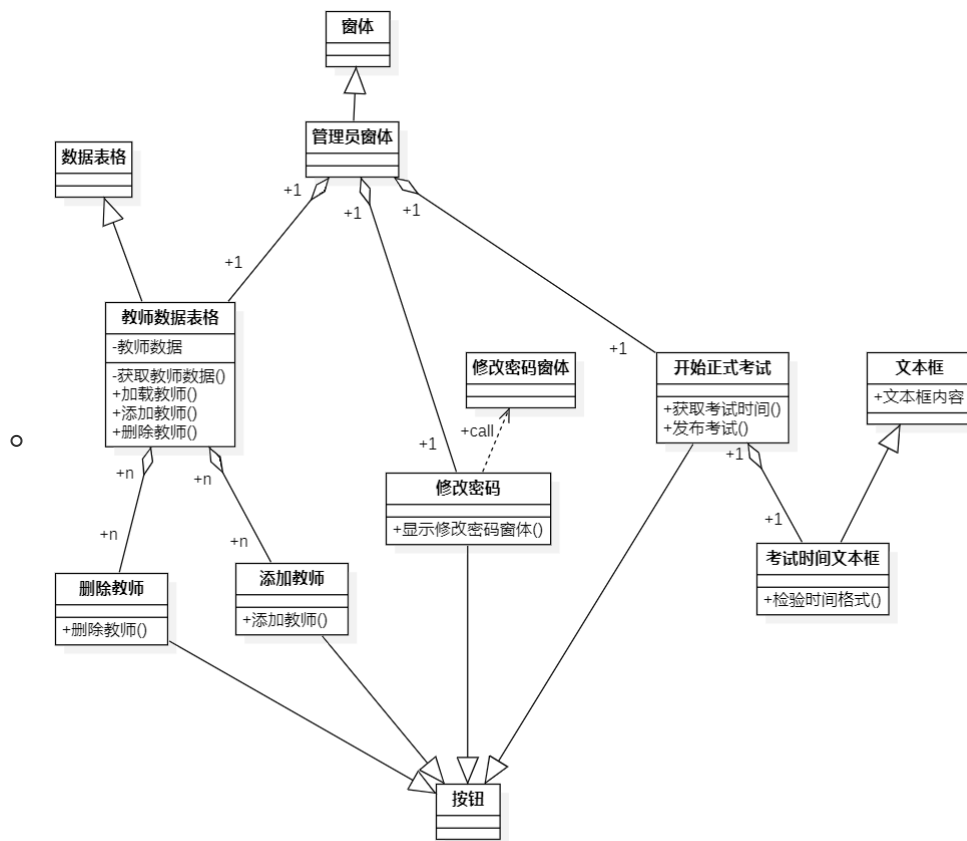 窗体
管理员窗体
数据表格
+1
+1
+1
+1
教师数据表格
-教师数据
-获取教师数据()
+加载教师()
+添加教师()
+删除教师()
+1
修改密码窗体
+call
开始正式考试
+获取考试时间()
+发布考试()
文本框
+文本框内容
+1
+1
修改密码
+显示修改密码窗体()
+n
+n
+n
+n
+1
考试时间文本框
+检验时间格式()
删除教师
+删除教师()
添加教师
+添加教师()
按钮